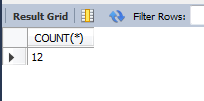 Result Grid Filter Rows:
COUNT(*)
12